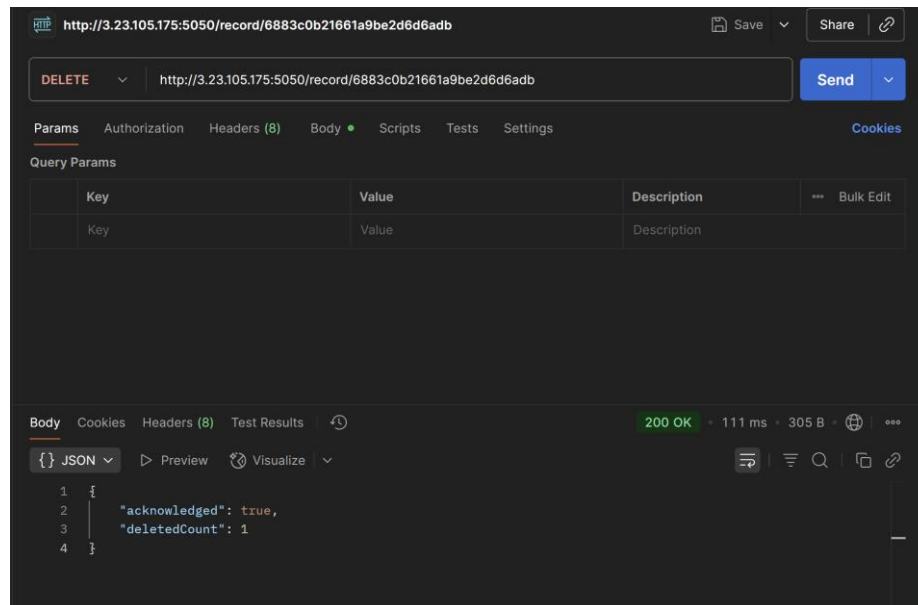 HTTP http://3.23.105.175:5050/record/6883c0b21661a9be2d6d6adb Save Share
DELETE http://3.23.105.175:5050/record/6883c0b21661a9be2d6d6adb Send
Params Authorization Headers (8) Body Scripts Tests Settings Cookies
Query Params
Key Value Description Bulk Edit
Key Value Description
Body Cookies Headers (8) Test Results 200 OK 111 ms 305 B
{} JSON Preview Visualize
1 {
2 "acknowledged": true,
3 "deletedCount": 1
4 }